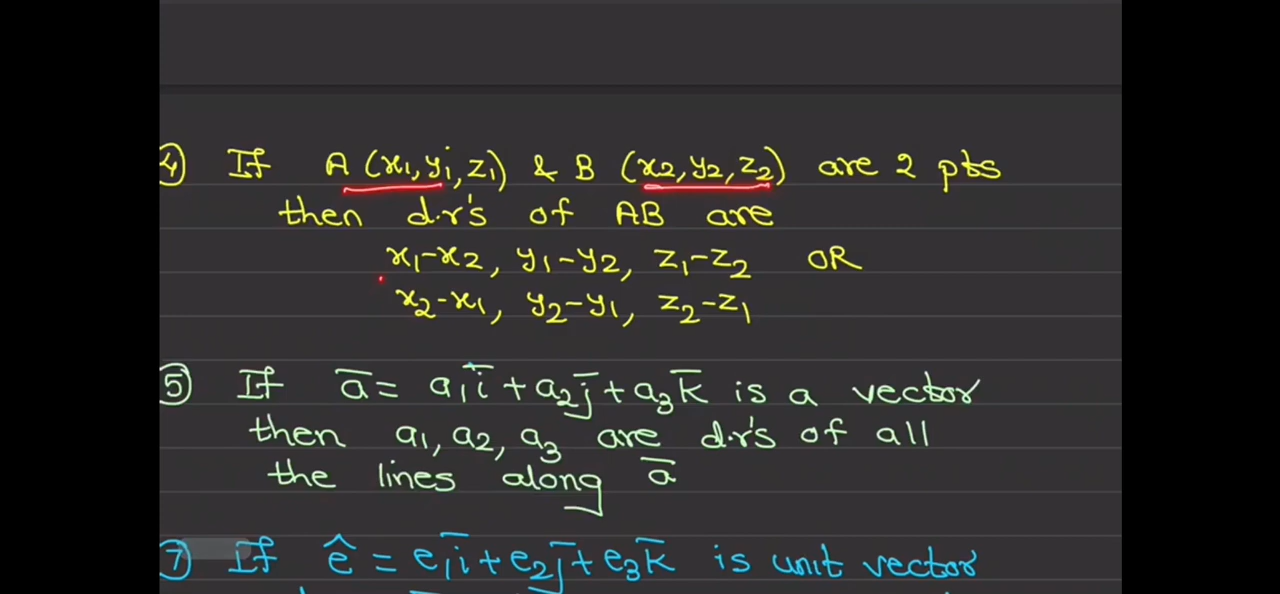 ④ If A (x₁, y₁, z₁) & B (x₂, y₂, z₂) are 2 pts
then d.r's of AB are
x₁-x₂, y₁-y₂, z₁-z₂ OR
x₂-x₁, y₂-y₁, z₂-z₁
⑤ If a̅ = a₁i̅ + a₂j̅ + a₃k̅ is a vector
then a₁, a₂, a₃ are d.r's of all
the lines along a̅
⑦ If ê = e₁i̅ + e₂j̅ + e₃k̅ is unit vector